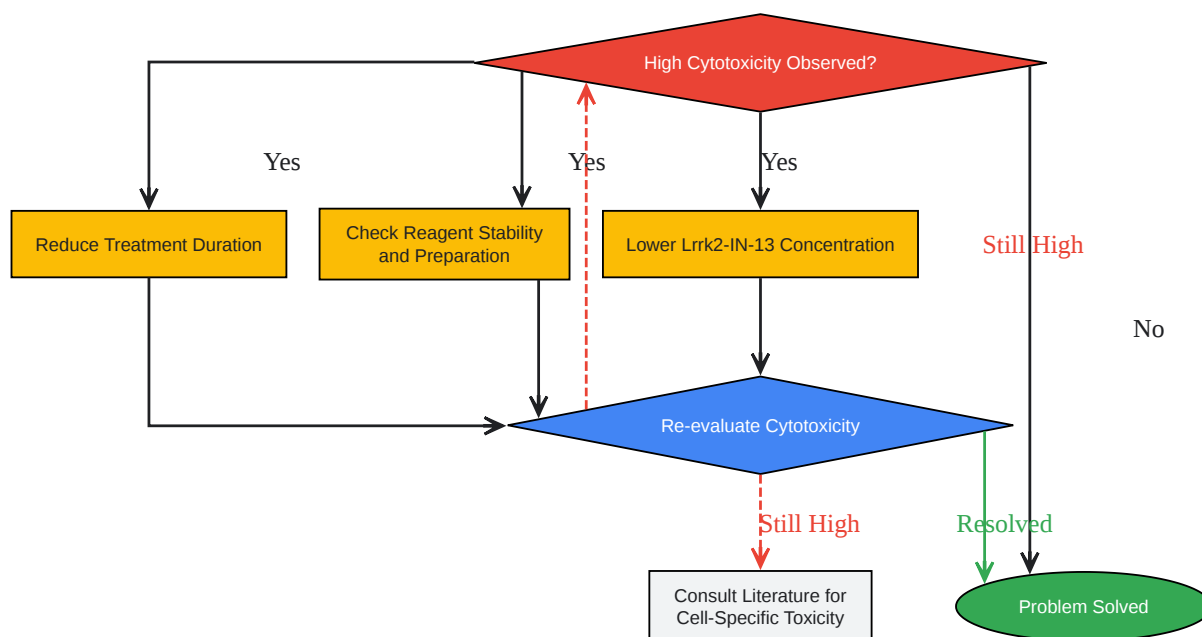 High Cytotoxicity Observed?
Yes
Yes
Yes
Reduce Treatment Duration
Check Reagent Stability
and Preparation
Lower Lrrk2-IN-13 Concentration
Still High
No
Re-evaluate Cytotoxicity
Still High
Resolved
Consult Literature for
Cell-Specific Toxicity
Problem Solved